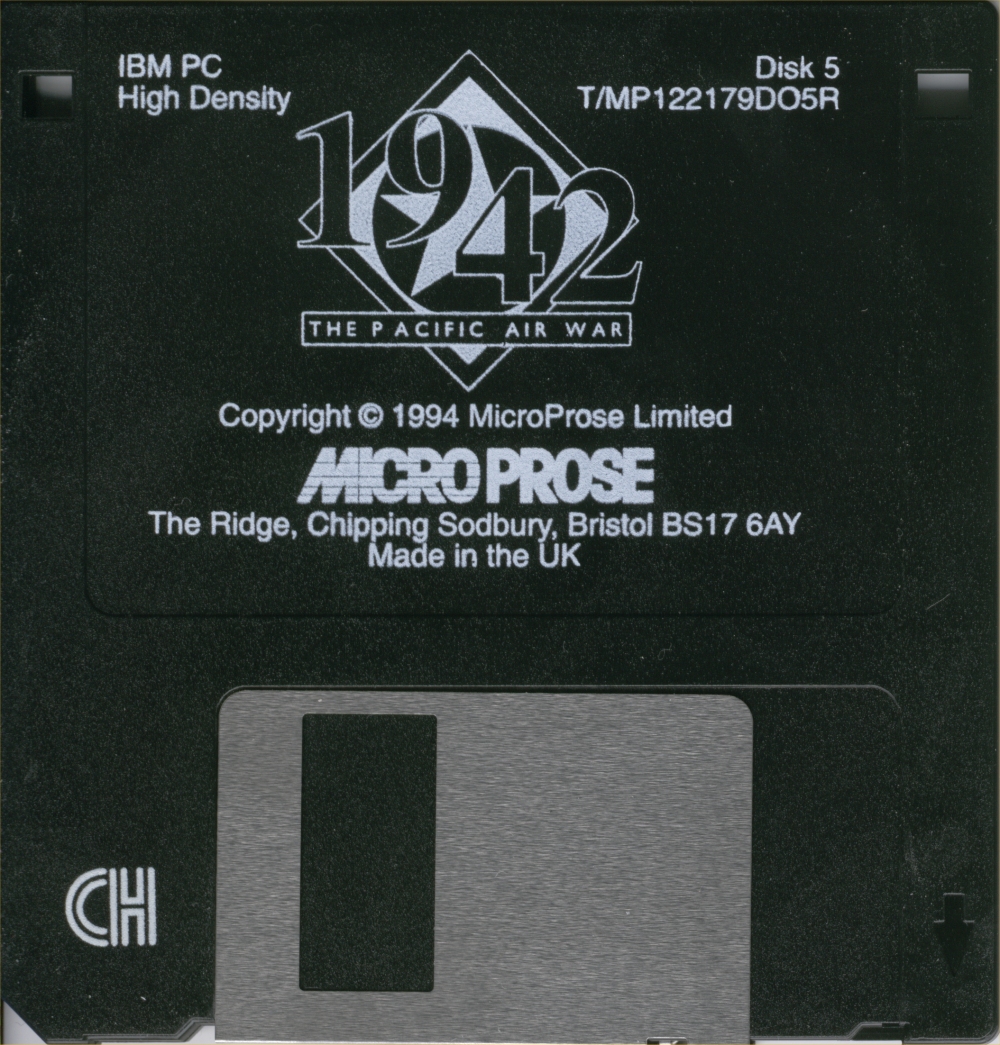 IBM PC
High Density
Disk 5
T/MP122179DO5R
1942
THE PACIFIC AIR WAR
Copyright © 1994 MicroProse Limited
MICROPROSE
The Ridge, Chipping Sodbury, Bristol BS17 6AY
Made in the UK
CH